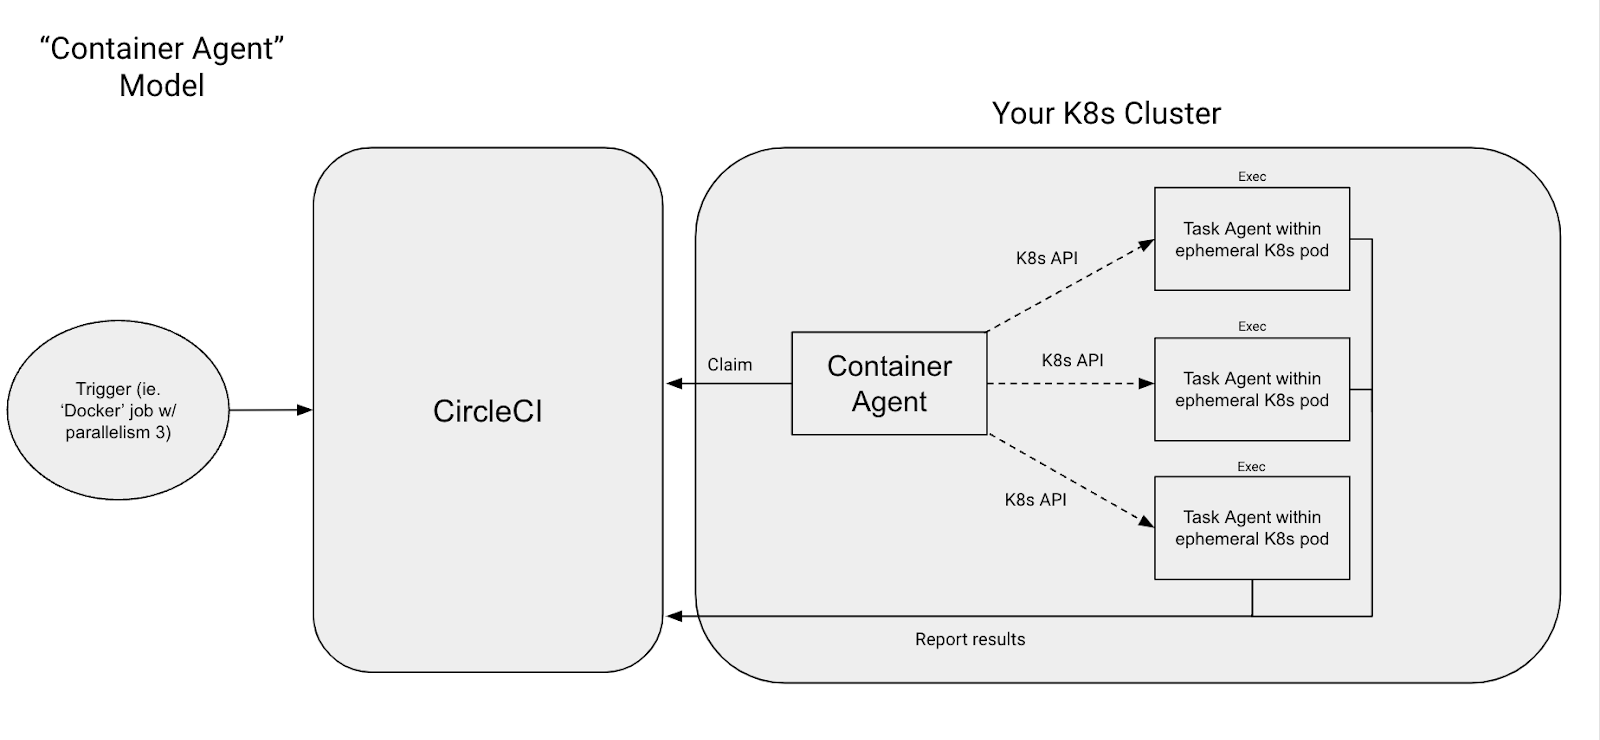 “Container Agent”
Model
Your K8s Cluster
Trigger (ie.
‘Docker’ job w/
parallelism 3)
CircleCI
Claim
Container
Agent
K8s API
K8s API
K8s API
Exec
Task Agent within
ephemeral K8s pod
Exec
Task Agent within
ephemeral K8s pod
Exec
Task Agent within
ephemeral K8s pod
Report results